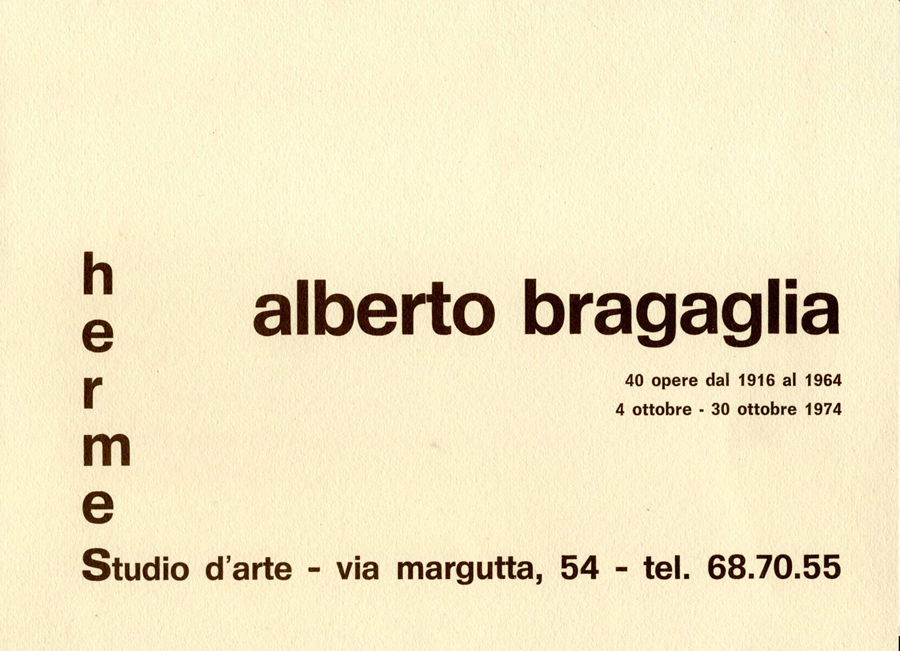 alberto bragaglia
40 opere dal 1916 al 1964
4 ottobre - 30 ottobre 1974
h
e
r
m
e
Studio d'arte - via margutta, 54 - tel. 68.70.55